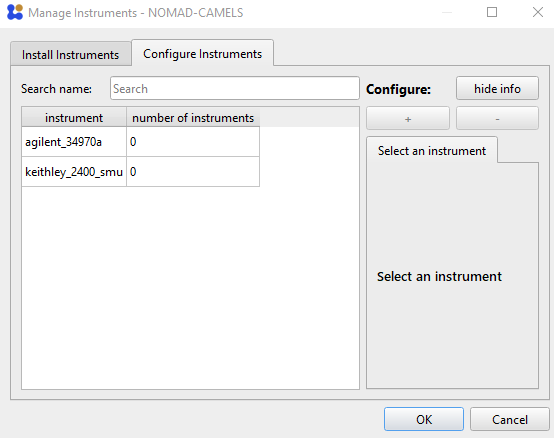 Manage Instruments - NOMAD-CAMELS
Install Instruments
Configure Instruments
Search name:
Search
Configure:
hide info
instrument
number of instruments
+
-
agilent_34970a
0
Select an instrument
keithley_2400_smu
0
Select an instrument
OK
Cancel